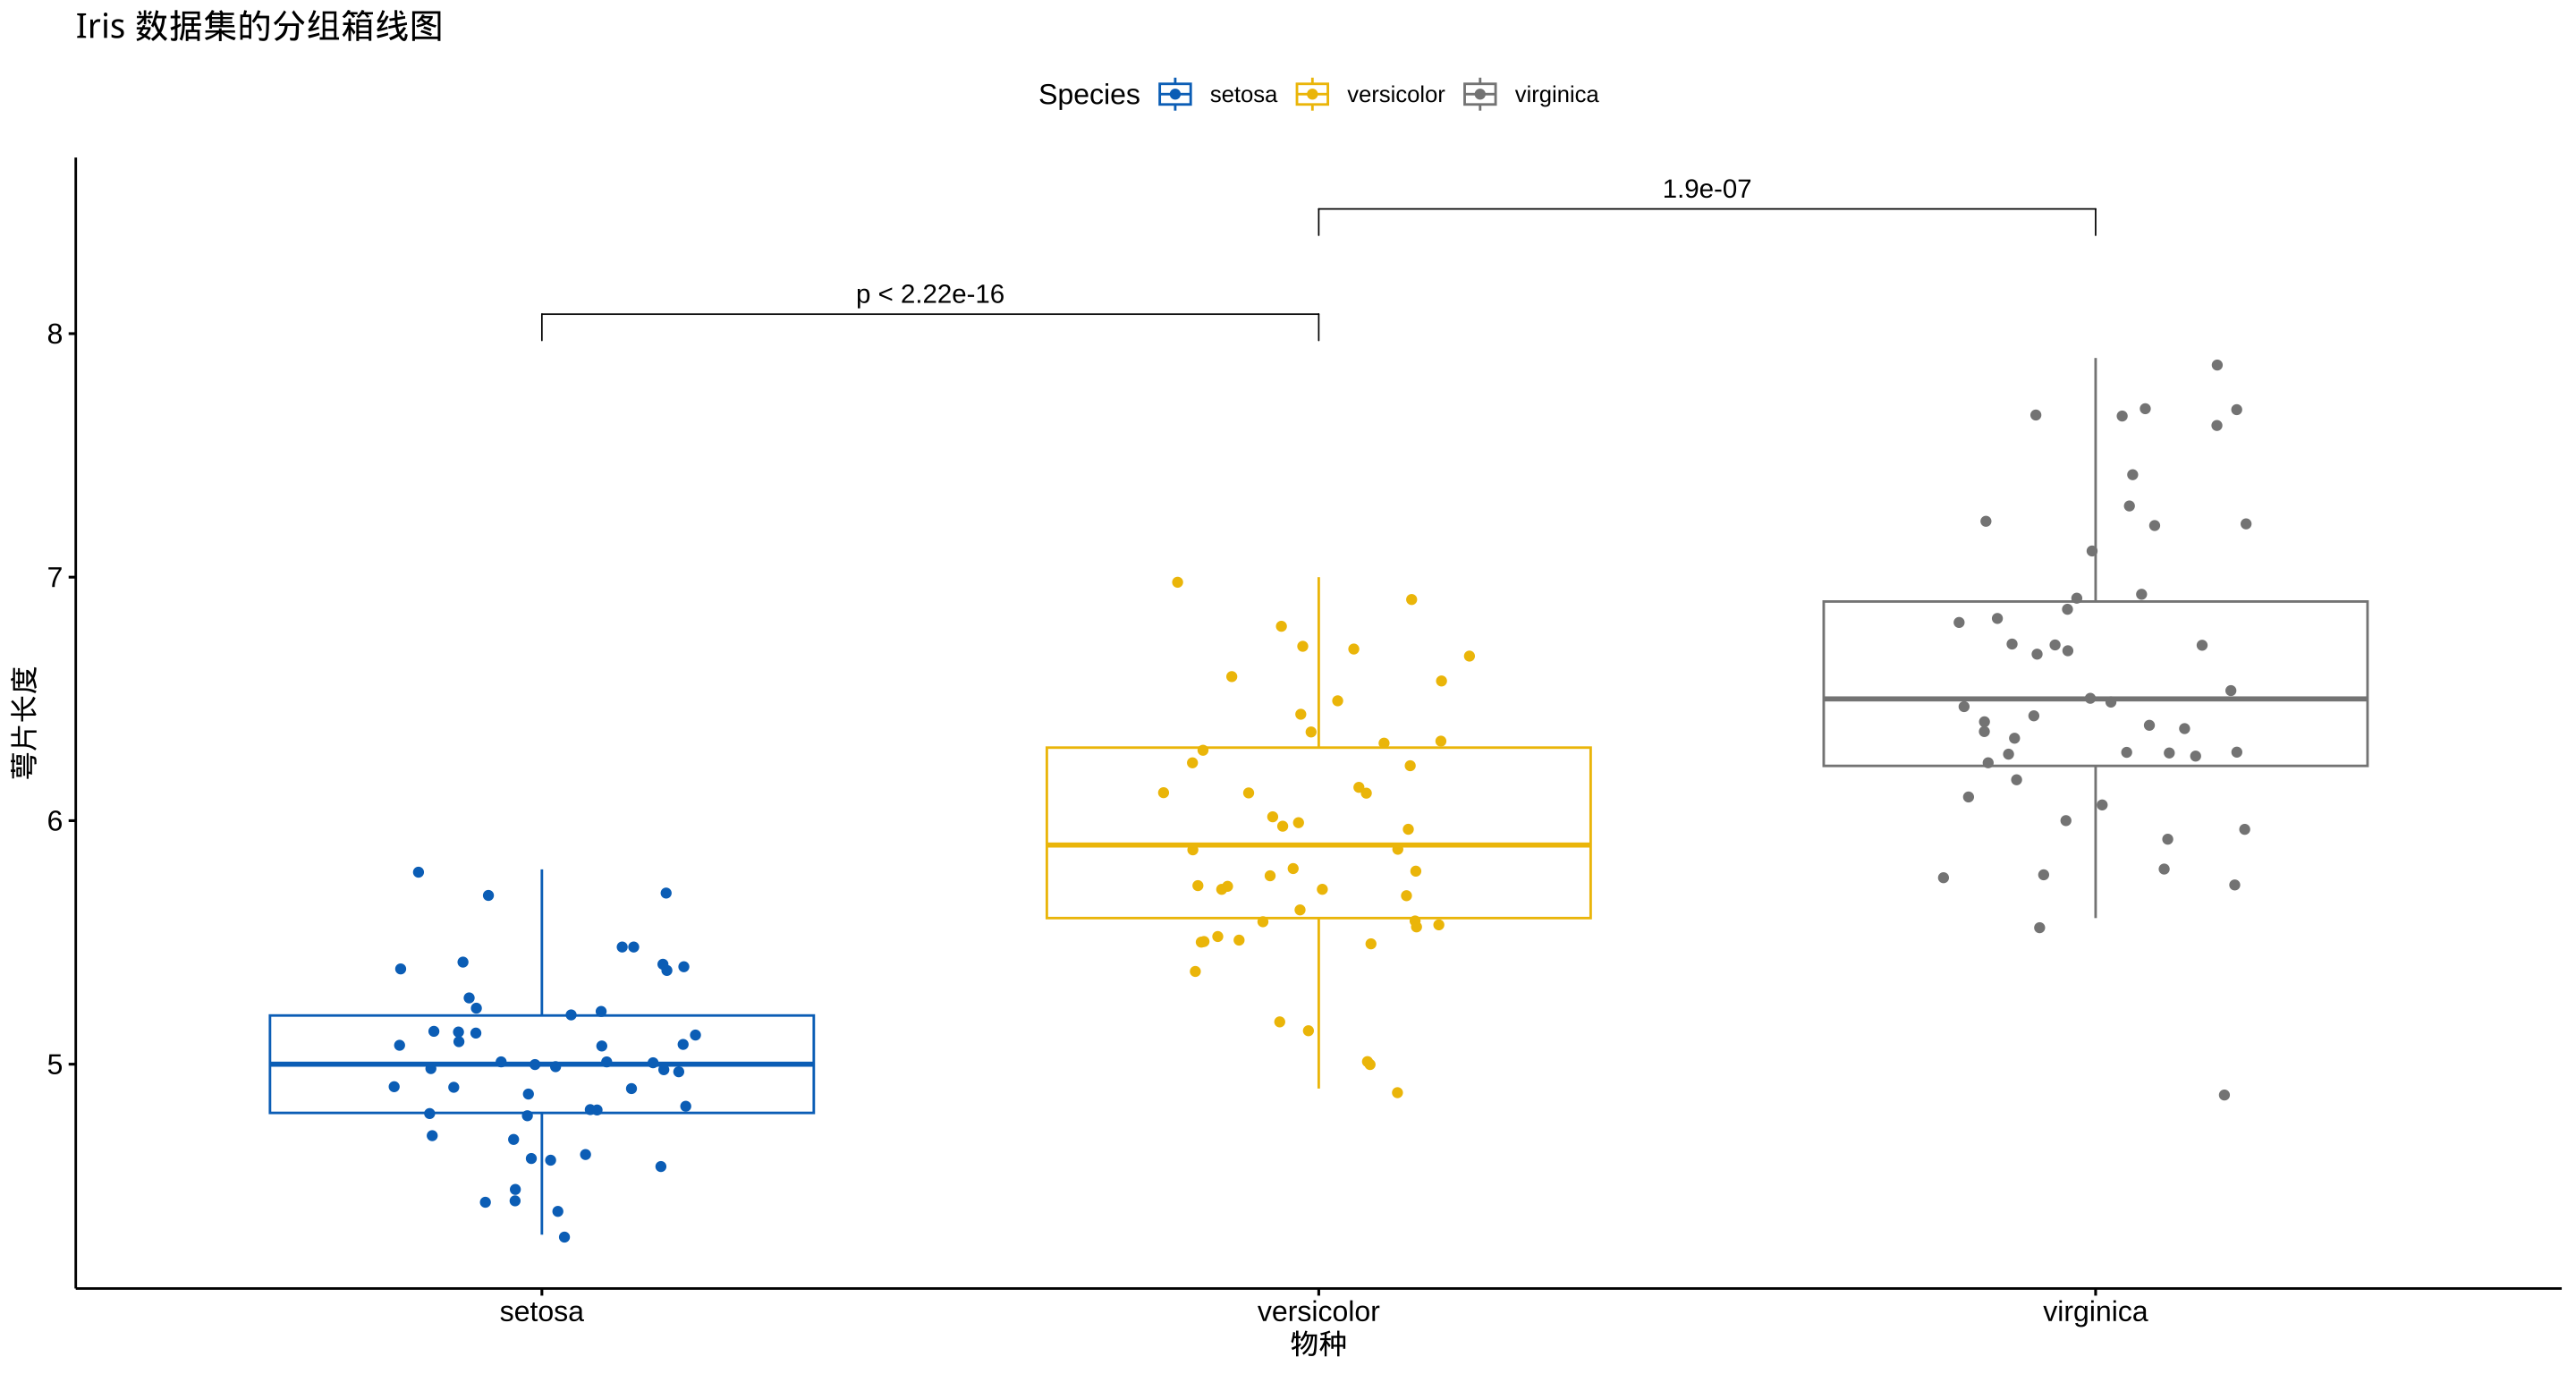 Iris 数据集的分组箱线图
Species setosa versicolor virginica
1.9e-07
p < 2.22e-16
8
7
6
5
萼片长度
setosa versicolor virginica
物种